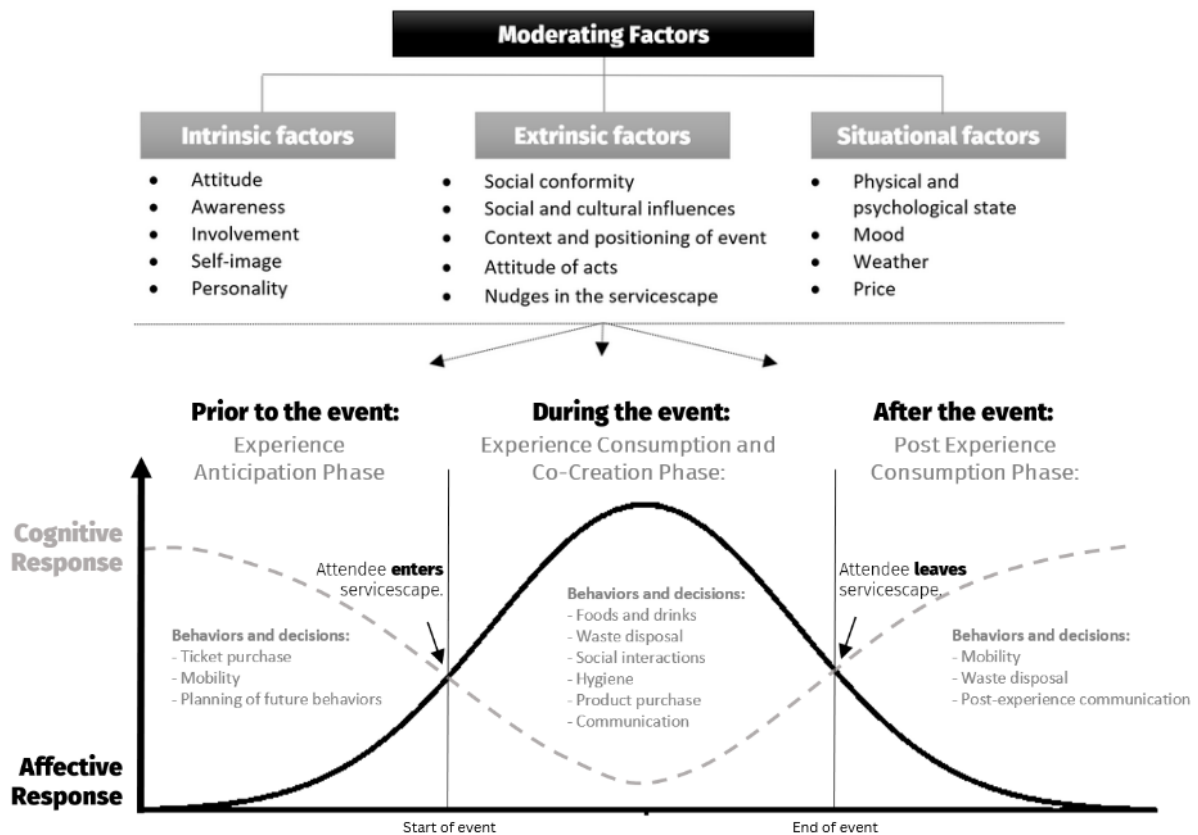 Moderating Factors
Intrinsic factors
• Attitude
• Awareness
• Involvement
• Self-image
• Personality
Extrinsic factors
• Social conformity
• Social and cultural influences
• Context and positioning of event
• Attitude of acts
• Nudges in the servicescape
Situational factors
• Physical and
psychological state
• Mood
• Weather
• Price
Prior to the event:
Experience
Anticipation Phase
During the event:
Experience Consumption and
Co-Creation Phase:
After the event:
Post Experience
Consumption Phase:
Cognitive
Response
Attendee enters
servicescape.
Behaviors and decisions:
- Ticket purchase
- Mobility
- Planning of future behaviors
Behaviors and decisions:
- Foods and drinks
- Waste disposal
- Social interactions
- Hygiene
- Product purchase
- Communication
Attendee leaves
servicescape.
Behaviors and decisions:
- Mobility
- Waste disposal
- Post-experience communication
Affective
Response
Start of event
End of event